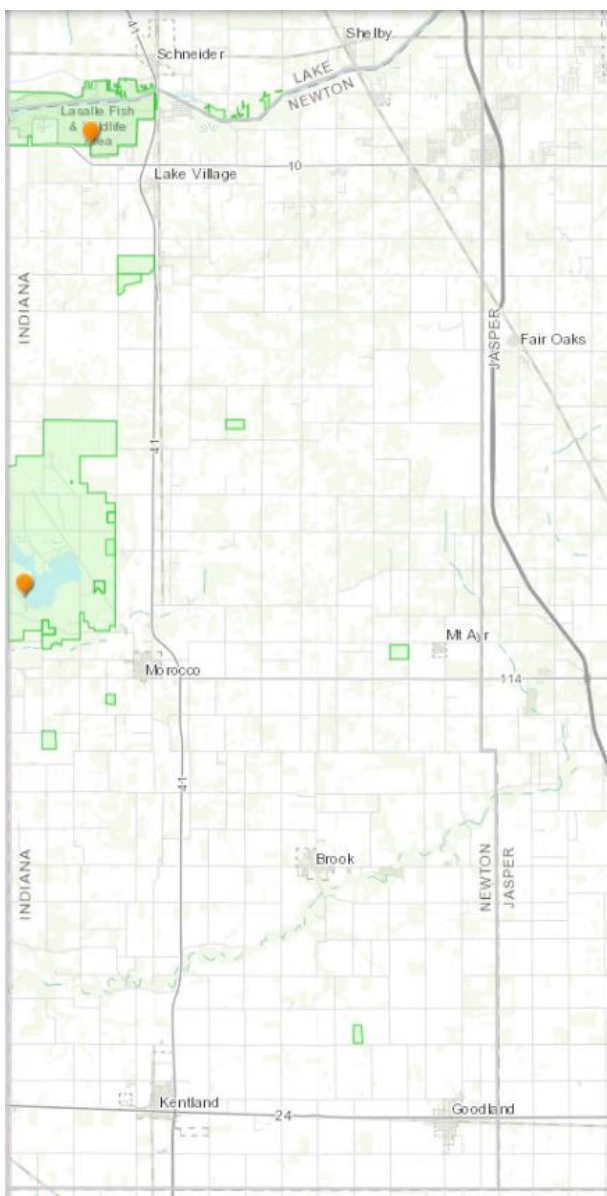 41
Shelby
Schneider
LAKE
NEWTON
Lasalle Fish
& Wildlife
Area
10
Lake Village
INDIANA
JASPER
Fair Oaks
41
Mt Ayr
Morocco
114
41
Brook
INDIANA
NEWTON
JASPER
Kentland
24
Goodland